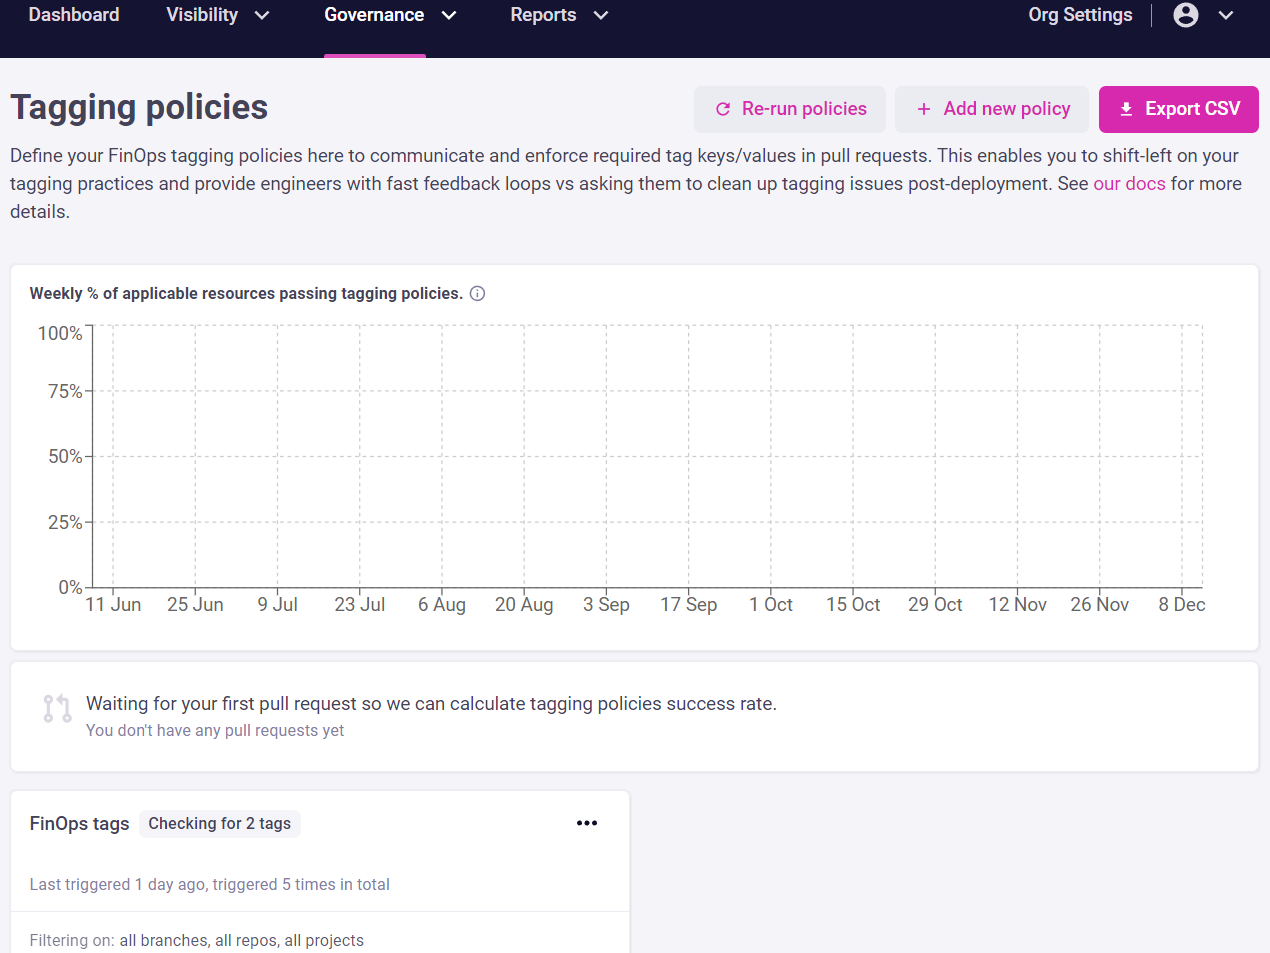 Dashboard Visibility Governance Reports Org Settings
Tagging policies
Re-run policies Add new policy Export CSV
Define your FinOps tagging policies here to communicate and enforce required tag keys/values in pull requests. This enables you to shift-left on your
tagging practices and provide engineers with fast feedback loops vs asking them to clean up tagging issues post-deployment. See our docs for more
details.
Weekly % of applicable resources passing tagging policies.
100%
75%
50%
25%
0%
11 Jun 25 Jun 9 Jul 23 Jul 6 Aug 20 Aug 3 Sep 17 Sep 1 Oct 15 Oct 29 Oct 12 Nov 26 Nov 8 Dec
Waiting for your first pull request so we can calculate tagging policies success rate.
You don't have any pull requests yet
FinOps tags Checking for 2 tags
Last triggered 1 day ago, triggered 5 times in total
Filtering on: all branches, all repos, all projects